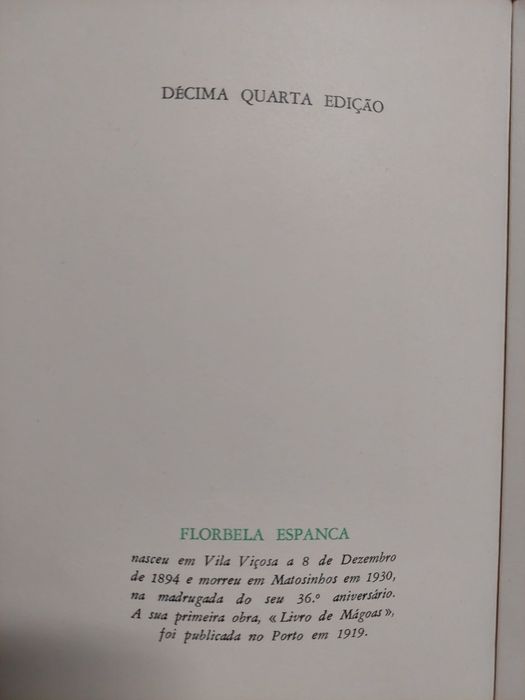 DÉCIMA QUARTA EDIÇÃO
FLORBELA ESPANCA
nasceu em Vila Viçosa a 8 de Dezembro
de 1894 e morreu em Matosinhos em 1930,
na madrugada do seu 36.º aniversário.
A sua primeira obra, «Livro de Mágoas»,
foi publicada no Porto em 1919.